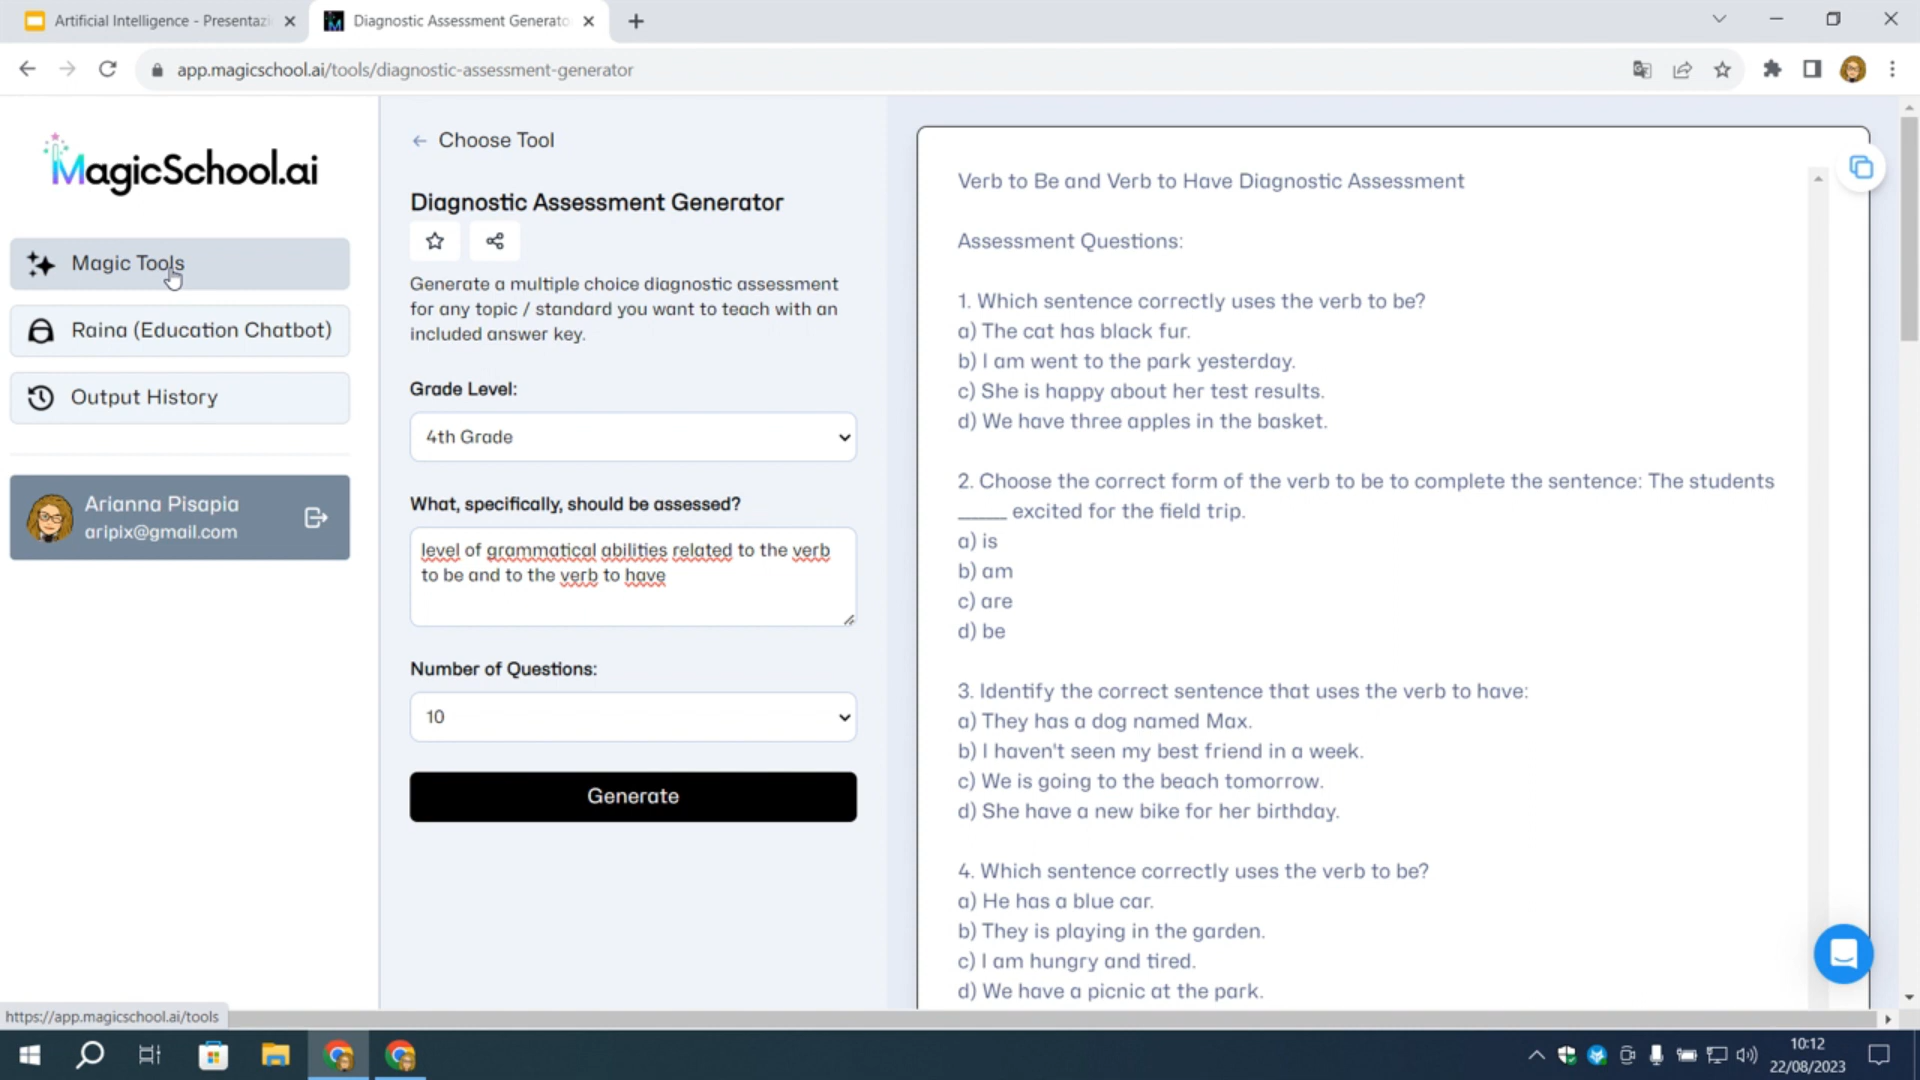 Artificial Intelligence - Presentazi
Diagnostic Assessment Generato
app.magicschool.ai/tools/diagnostic-assessment-generator
MagicSchool.ai
Magic Tools
Raina (Education Chatbot)
Output History
Arianna Pisapia
aripix@gmail.com
← Choose Tool
Diagnostic Assessment Generator
Generate a multiple choice diagnostic assessment
for any topic / standard you want to teach with an
included answer key.
Grade Level:
4th Grade
What, specifically, should be assessed?
level of grammatical abilities related to the verb
to be and to the verb to have
Number of Questions:
10
Generate
Verb to Be and Verb to Have Diagnostic Assessment
Assessment Questions:
1. Which sentence correctly uses the verb to be?
a) The cat has black fur.
b) I am went to the park yesterday.
c) She is happy about her test results.
d) We have three apples in the basket.
2. Choose the correct form of the verb to be to complete the sentence: The students
_____ excited for the field trip.
a) is
b) am
c) are
d) be
3. Identify the correct sentence that uses the verb to have:
a) They has a dog named Max.
b) I haven't seen my best friend in a week.
c) We is going to the beach tomorrow.
d) She have a new bike for her birthday.
4. Which sentence correctly uses the verb to be?
a) He has a blue car.
b) They is playing in the garden.
c) I am hungry and tired.
d) We have a picnic at the park.
https://app.magicschool.ai/tools
10:12
22/08/2023